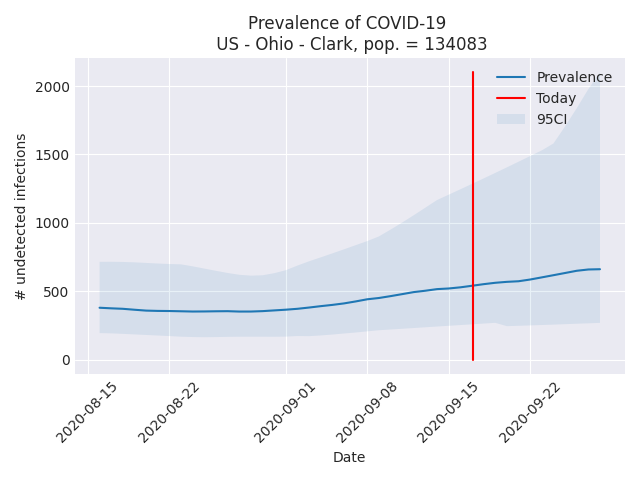 Prevalence of COVID-19
US - Ohio - Clark, pop. = 134083
Prevalence
Today
95CI
# undetected infections
2000
1500
1000
500
0
2020-08-15
2020-08-22
2020-09-01
2020-09-08
2020-09-15
2020-09-22
Date